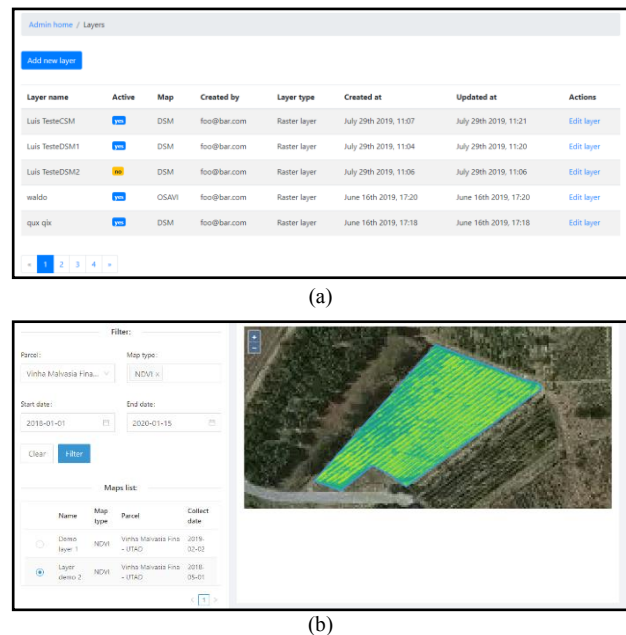 Admin home / Layers
Add new layer
Layer name Active Map Created by Layer type Created at Updated at Actions
Luis TesteCSM yes DSM foo@bar.com Raster layer July 29th 2019, 11:07 July 29th 2019, 11:21 Edit layer
Luis TesteDSM1 yes DSM foo@bar.com Raster layer July 29th 2019, 11:04 July 29th 2019, 11:20 Edit layer
Luis TesteDSM2 no DSM foo@bar.com Raster layer July 29th 2019, 11:06 July 29th 2019, 11:06 Edit layer
waldo yes OSAVI foo@bar.com Raster layer June 16th 2019, 17:20 June 16th 2019, 17:20 Edit layer
qux qix yes DSM foo@bar.com Raster layer June 16th 2019, 17:18 June 16th 2019, 17:18 Edit layer
« 1 2 3 4 »
(a)
Filter:
Parcel: Map type:
Vinha Malvasia Fina... NDVI ×
Start date: End date:
2018-01-01 2020-01-15
Clear Filter
Maps list:
Name Map type Parcel Collect date
Demo layer 1 NDVI Vinha Malvasia Fina - UTAD 2019-02-02
Layer demo 2 NDVI Vinha Malvasia Fina - UTAD 2018-05-01
< 1 >
+
−
(b)